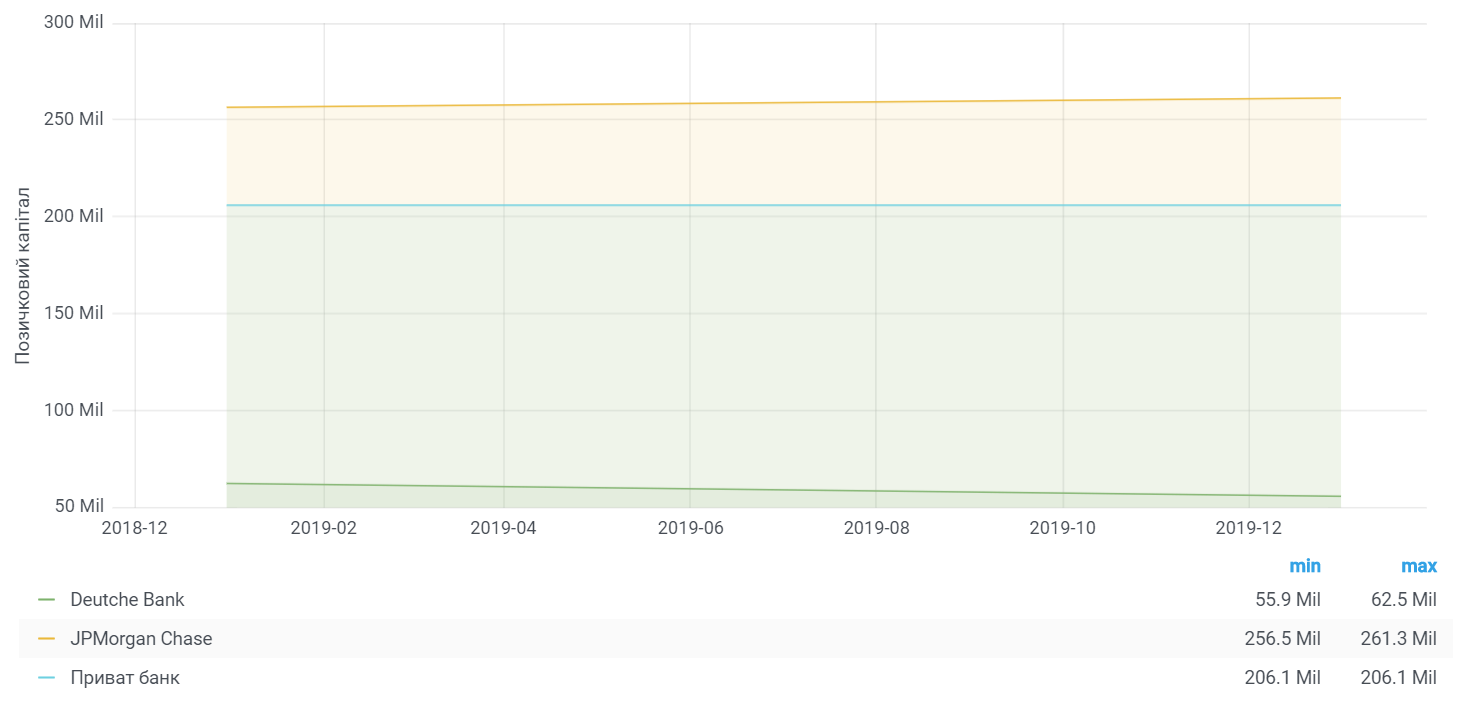 300 Mil
250 Mil
200 Mil
150 Mil
100 Mil
50 Mil
Позичковий капітал
2018-12 2019-02 2019-04 2019-06 2019-08 2019-10 2019-12
min max
Deutche Bank 55.9 Mil 62.5 Mil
JPMorgan Chase 256.5 Mil 261.3 Mil
Приват банк 206.1 Mil 206.1 Mil